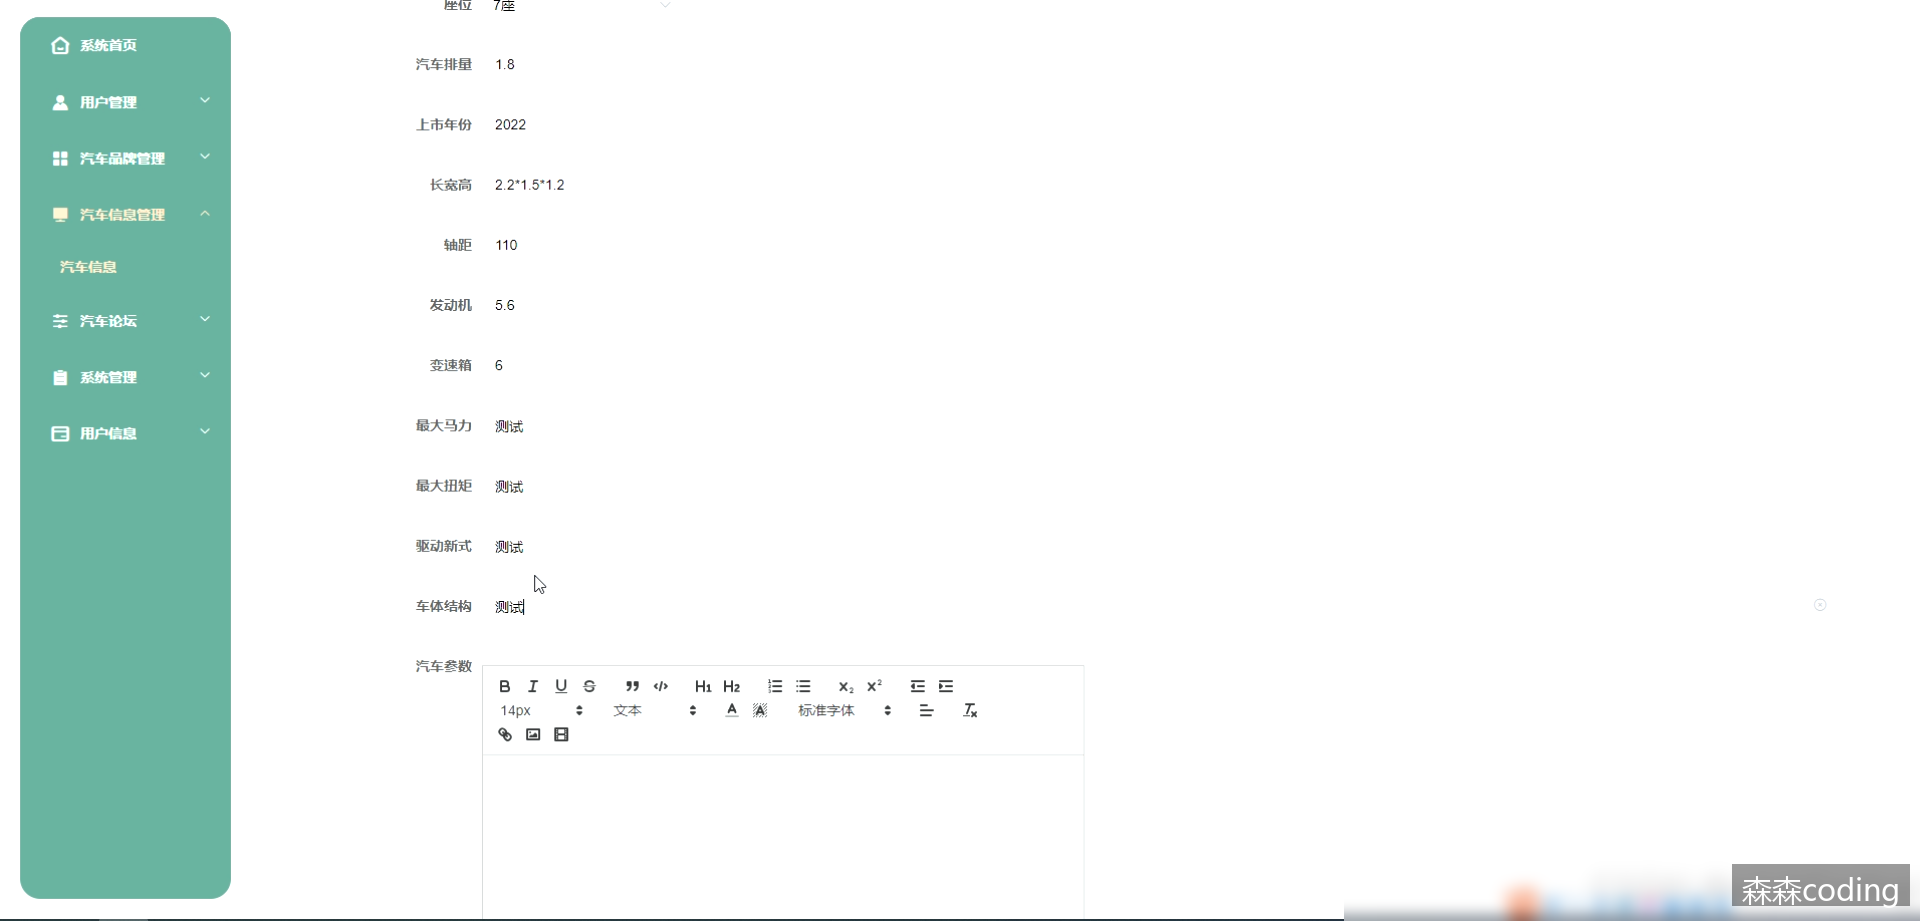 系统首页
用户管理
汽车品牌管理
汽车信息管理
汽车信息
汽车论坛
系统管理
用户信息
座位 7座
汽车排量 1.8
上市年份 2022
长宽高 2.2*1.5*1.2
轴距 110
发动机 5.6
变速箱 6
最大马力 测试
最大扭矩 测试
驱动新式 测试
车体结构 测试
汽车参数
B I U S H1 H2 x2 x2
14px 文本 A A 标准字体 Tx
森森coding